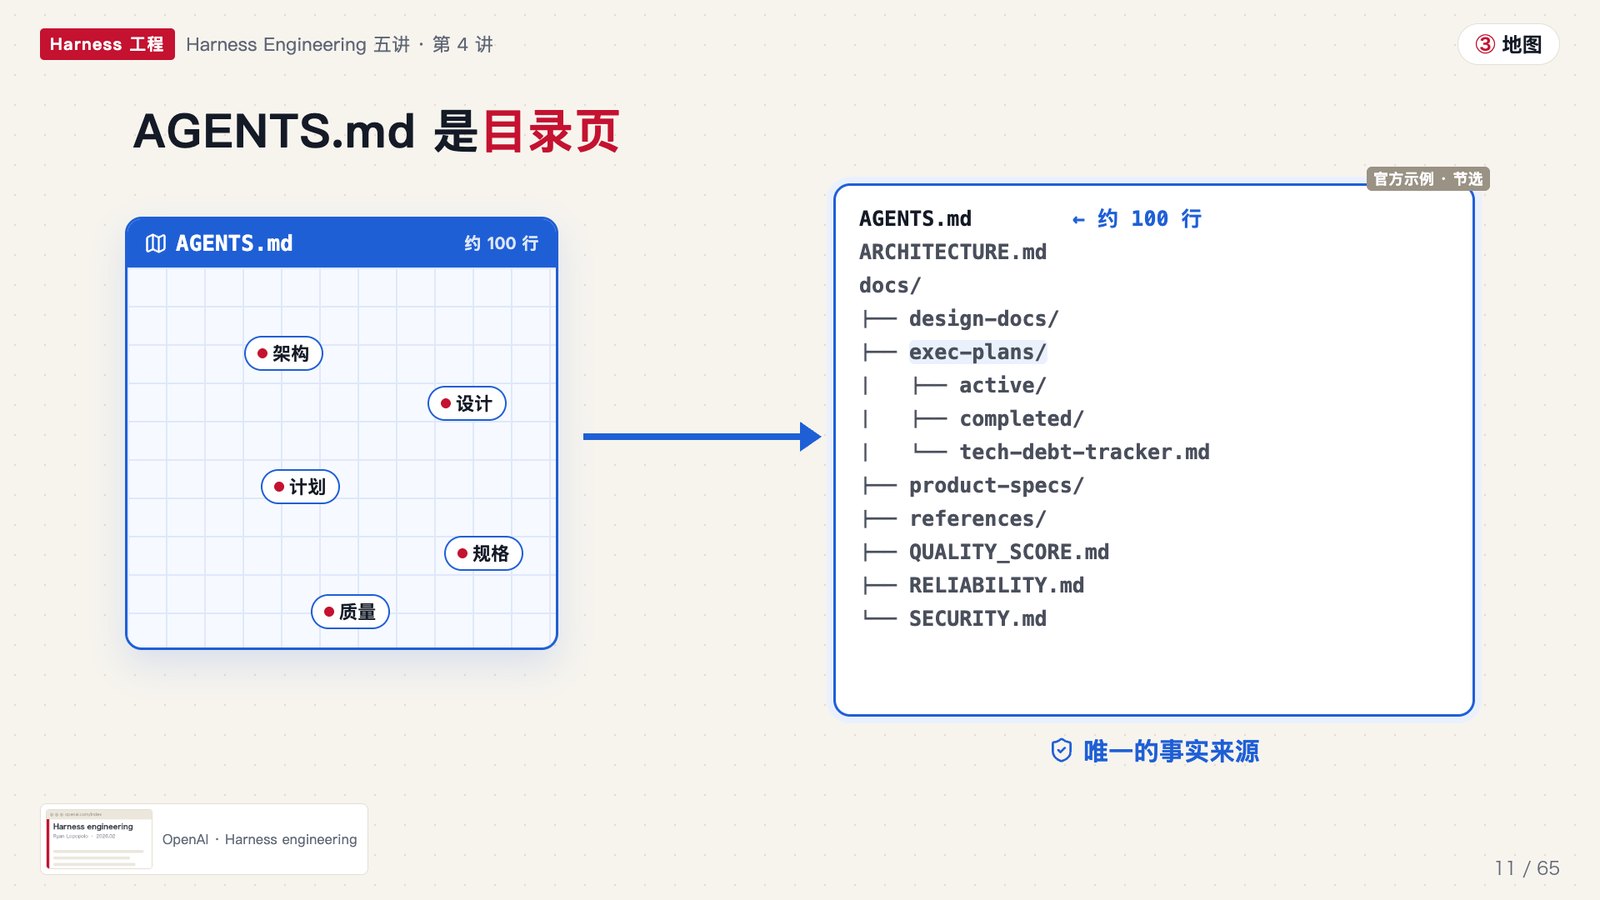 Harness 工程 Harness Engineering 五讲 · 第 4 讲
③ 地图
AGENTS.md 是目录页
AGENTS.md 约 100 行
架构
设计
计划
规格
质量
官方示例 · 节选
AGENTS.md ← 约 100 行
ARCHITECTURE.md
docs/
├── design-docs/
├── exec-plans/
│   ├── active/
│   ├── completed/
│   └── tech-debt-tracker.md
├── product-specs/
├── references/
├── QUALITY_SCORE.md
├── RELIABILITY.md
└── SECURITY.md
唯一的事实来源
Harness engineering
OpenAI · Harness engineering
11 / 65